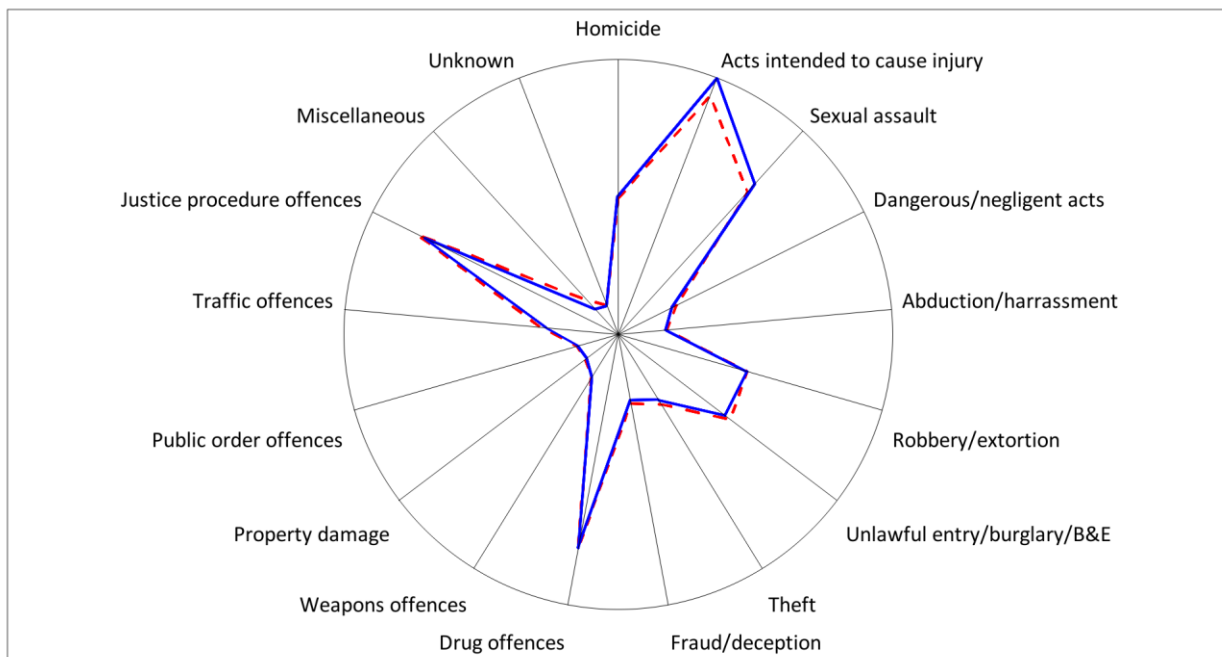 Homicide
Unknown
Acts intended to cause injury
Miscellaneous
Sexual assault
Justice procedure offences
Dangerous/negligent acts
Traffic offences
Abduction/harrassment
Public order offences
Robbery/extortion
Property damage
Unlawful entry/burglary/B&E
Weapons offences
Theft
Drug offences
Fraud/deception